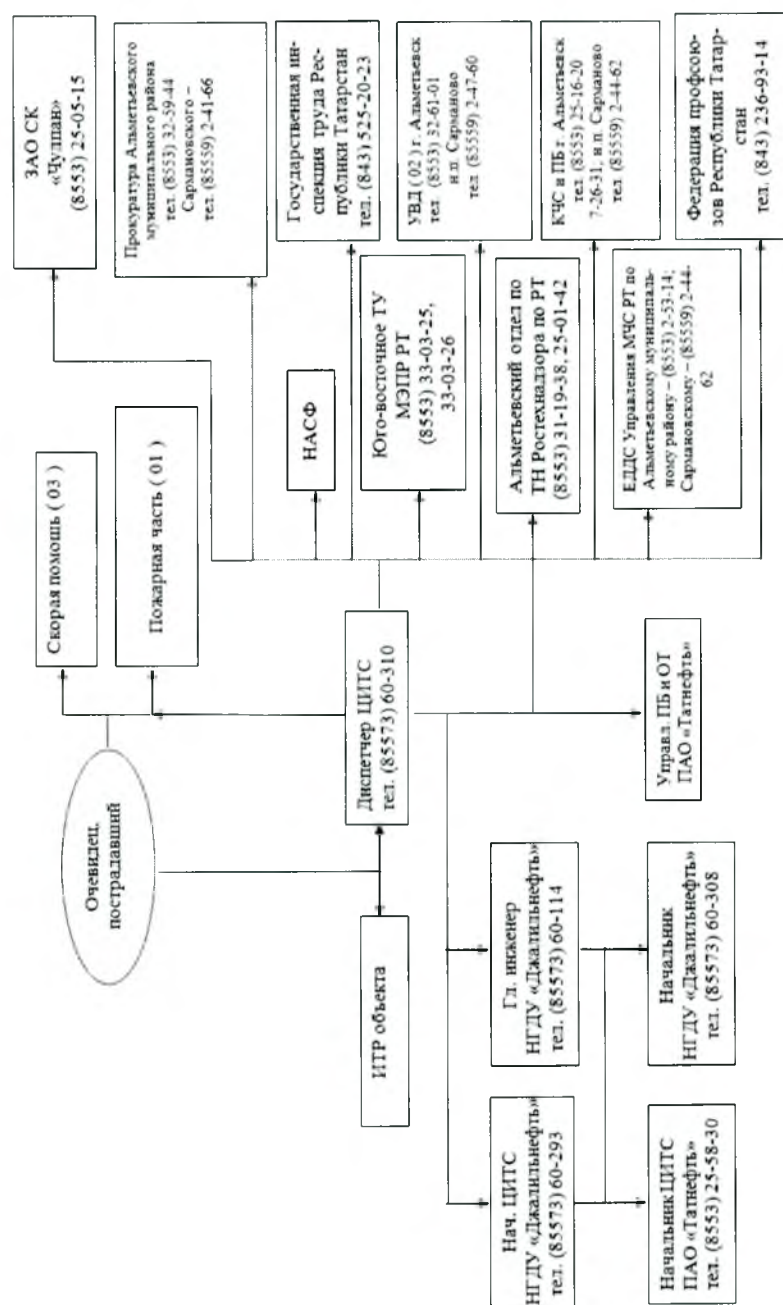 Очевидец,
пострадавший
Скорая помощь ( 03 )
Пожарная часть ( 01 )
ИТР объекта
Диспетчер ЦИТС
тел. (85573) 60-310
Нач. ЦИТС
НГДУ «Джалильнефть»
тел. (85573) 60-293
Гл. инженер
НГДУ «Джалильнефть»
тел. (85573) 60-114
Начальник ЦИТС
ПАО «Татнефть»
тел. (8553) 25-58-30
Начальник
НГДУ «Джалильнефть»
тел. (85573) 60-308
Управл. ПБ и ОТ
ПАО «Татнефть»
ЗАО СК
«Чулпан»
(8553) 25-05-15
Прокуратура Альметьевского
муниципального района
тел. (8553) 32-59-44
Сармановского –
тел. (85559) 2-41-66
НАСФ
Государственная ин-
спекция труда Рес-
публики Татарстан
тел. (843) 525-20-23
Юго-восточное ТУ
МЭПР РТ
(8553) 33-03-25,
33-03-26
УВД ( 02 ) г. Альметьевск
тел. (8553) 32-61-01
н.п. Сарманово
тел. (85559) 2-47-60
Альметьевский отдел по
ТН Ростехнадзора по РТ
(8553) 31-19-38, 25-01-42
КЧС и ПБ г. Альметьевск
тел. (8553) 25-16-20
7-26-31, н.п. Сарманово
тел. (85559) 2-44-62
ЕДДС Управления МЧС РТ по
Альметьевскому муниципаль-
ному району – (8553) 2-53-14;
Сармановскому – (85559) 2-44-
62
Федерация профсою-
зов Республики Татар-
стан
тел. (843) 236-93-14